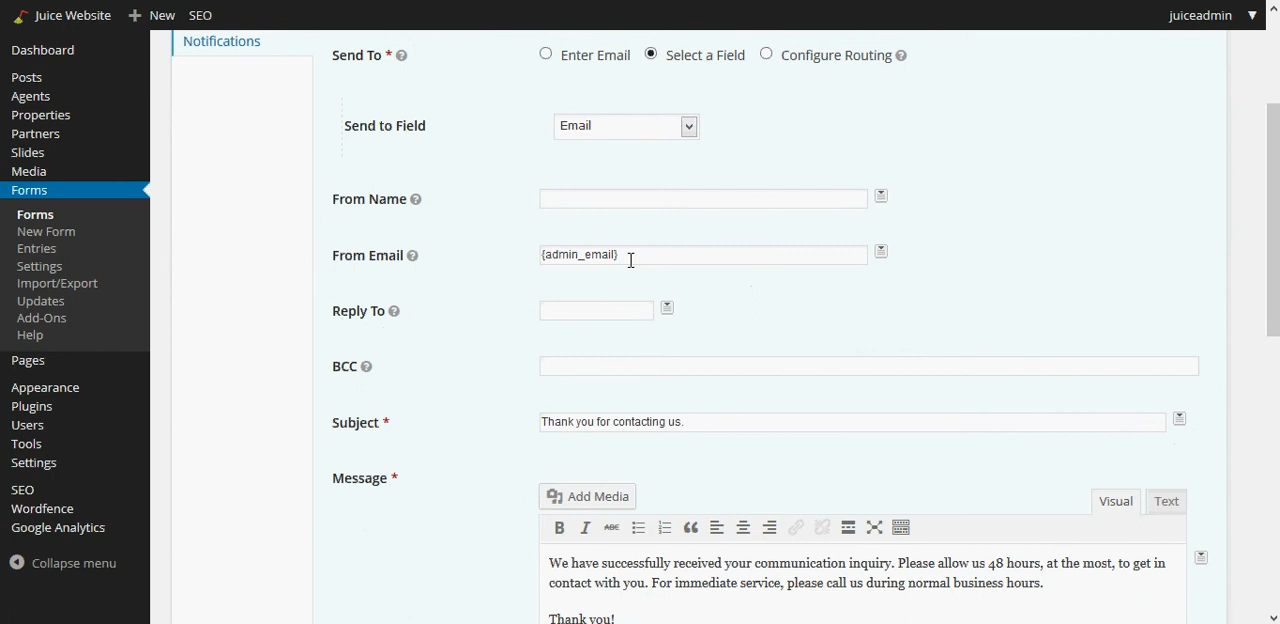 Juice Website
New
SEO
juiceadmin
Dashboard
Posts
Agents
Properties
Partners
Slides
Media
Forms
Forms
New Form
Entries
Settings
Import/Export
Updates
Add-Ons
Help
Pages
Appearance
Plugins
Users
Tools
Settings
SEO
Wordfence
Google Analytics
Collapse menu
Notifications
Send To *
Enter Email
Select a Field
Configure Routing
Send to Field
Email
From Name
From Email
{admin_email}
Reply To
BCC
Subject *
Thank you for contacting us.
Message *
Add Media
Visual
Text
B I ABC
We have successfully received your communication inquiry. Please allow us 48 hours, at the most, to get in
contact with you. For immediate service, please call us during normal business hours.
Thank you!